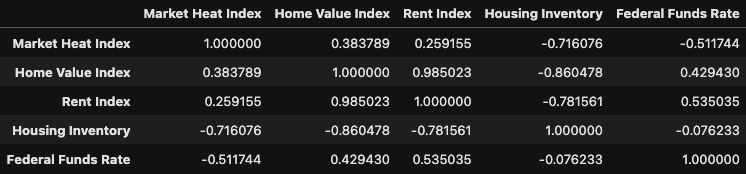 Market Heat Index Home Value Index Rent Index Housing Inventory Federal Funds Rate
Market Heat Index 1.000000 0.383789 0.259155 -0.716076 -0.511744
Home Value Index 0.383789 1.000000 0.985023 -0.860478 0.429430
Rent Index 0.259155 0.985023 1.000000 -0.781561 0.535035
Housing Inventory -0.716076 -0.860478 -0.781561 1.000000 -0.076233
Federal Funds Rate -0.511744 0.429430 0.535035 -0.076233 1.000000